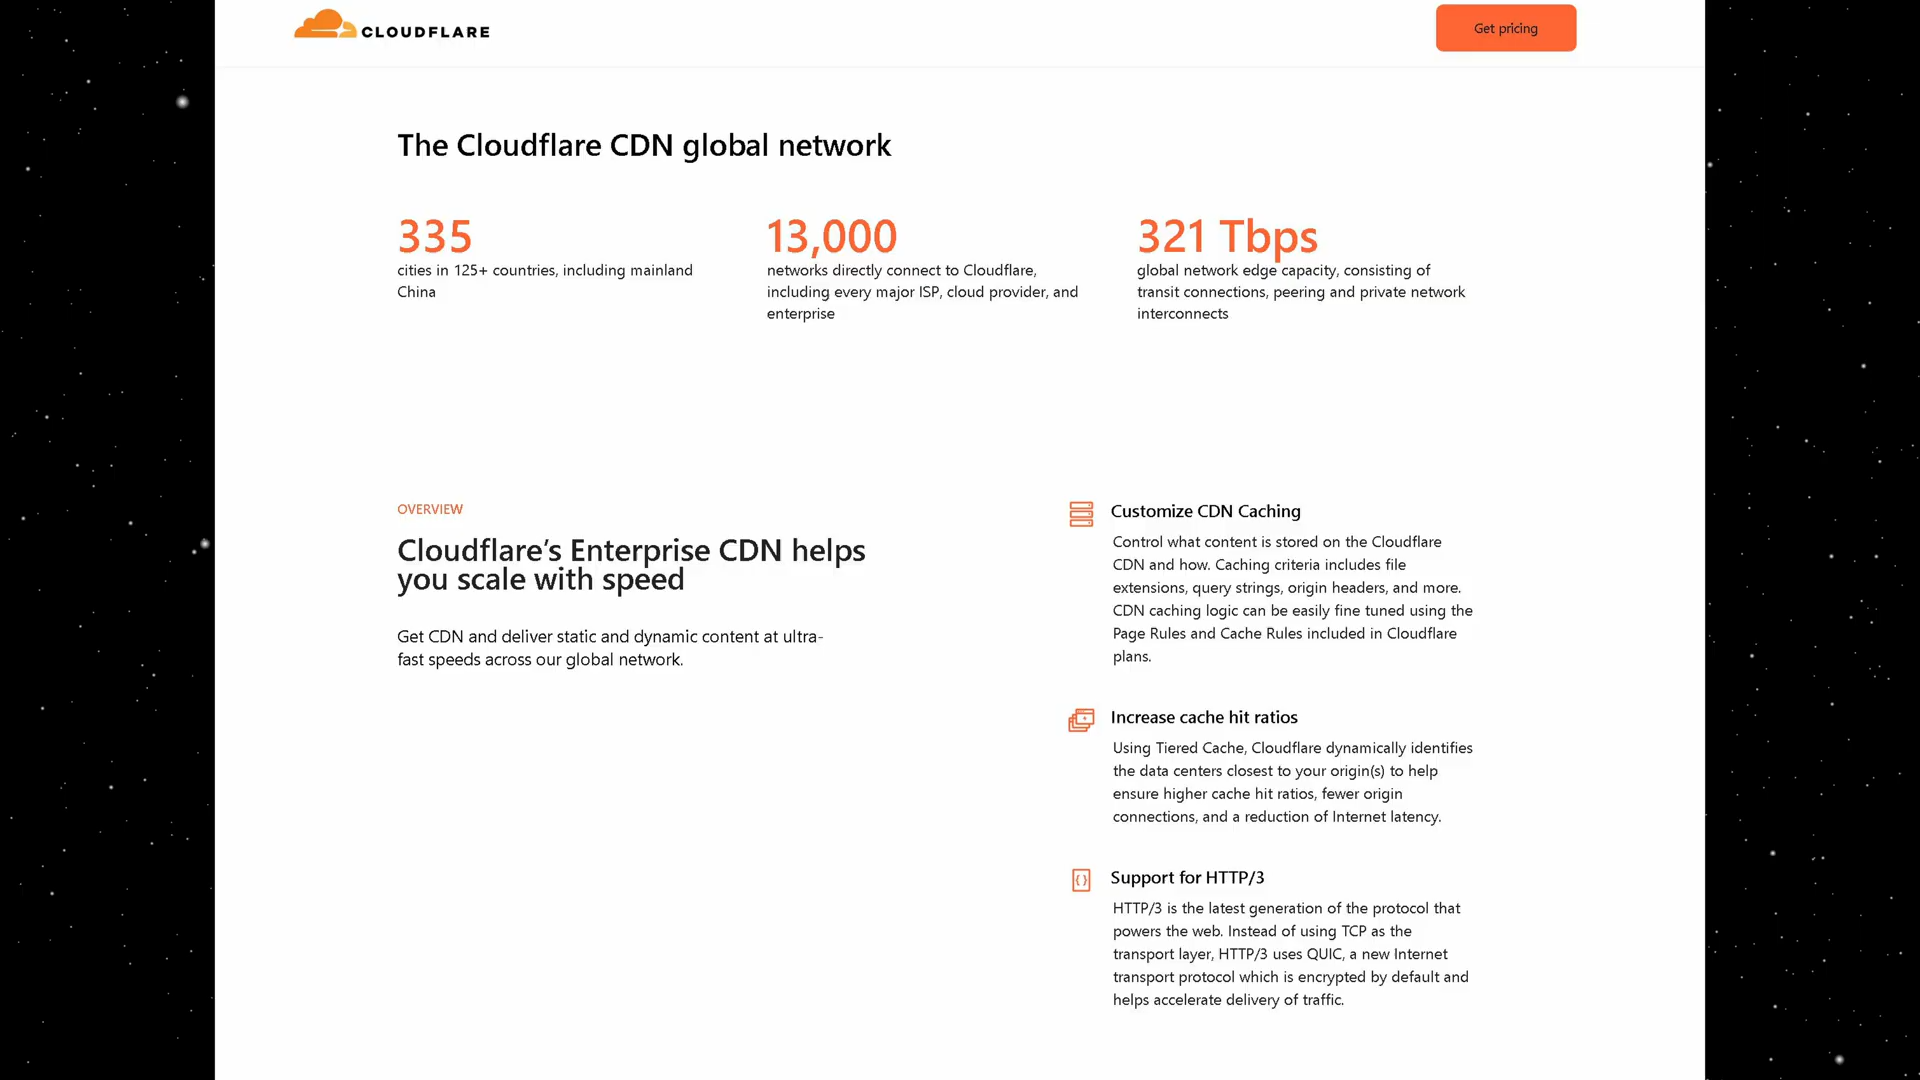 CLOUDFLARE
Get pricing
The Cloudflare CDN global network
335
cities in 125+ countries, including mainland
China
13,000
networks directly connect to Cloudflare,
including every major ISP, cloud provider, and
enterprise
321 Tbps
global network edge capacity, consisting of
transit connections, peering and private network
interconnects
OVERVIEW
Cloudflare’s Enterprise CDN helps
you scale with speed
Get CDN and deliver static and dynamic content at ultra-
fast speeds across our global network.
Customize CDN Caching
Control what content is stored on the Cloudflare
CDN and how. Caching criteria includes file
extensions, query strings, origin headers, and more.
CDN caching logic can be easily fine tuned using the
Page Rules and Cache Rules included in Cloudflare
plans.
Increase cache hit ratios
Using Tiered Cache, Cloudflare dynamically identifies
the data centers closest to your origin(s) to help
ensure higher cache hit ratios, fewer origin
connections, and a reduction of Internet latency.
Support for HTTP/3
HTTP/3 is the latest generation of the protocol that
powers the web. Instead of using TCP as the
transport layer, HTTP/3 uses QUIC, a new Internet
transport protocol which is encrypted by default and
helps accelerate delivery of traffic.